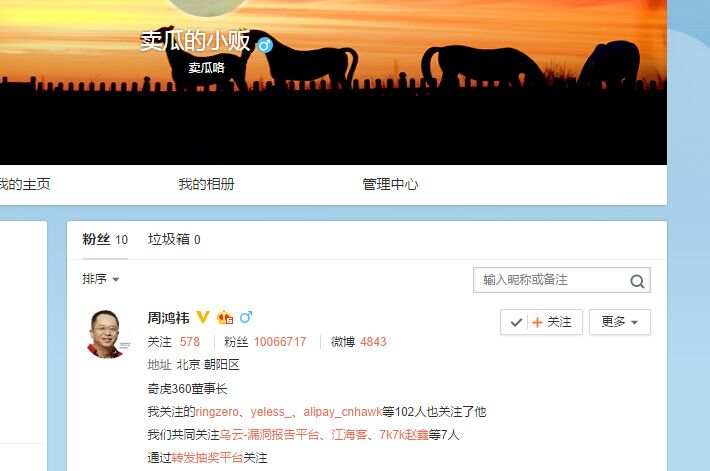 卖瓜的小贩
卖瓜咯
我的主页
我的相册
管理中心
粉丝 10
垃圾箱 0
排序
输入昵称或备注
周鸿祎
关注
更多
关注 578 粉丝 10066717 微博 4843
地址 北京 朝阳区
奇虎360董事长
我关注的ringzero、yeless_、alipay_cnhawk等102人也关注了他
我们共同关注乌云-漏洞报告平台、江海客、7k7k赵鑫等7人
通过转发抽奖平台关注